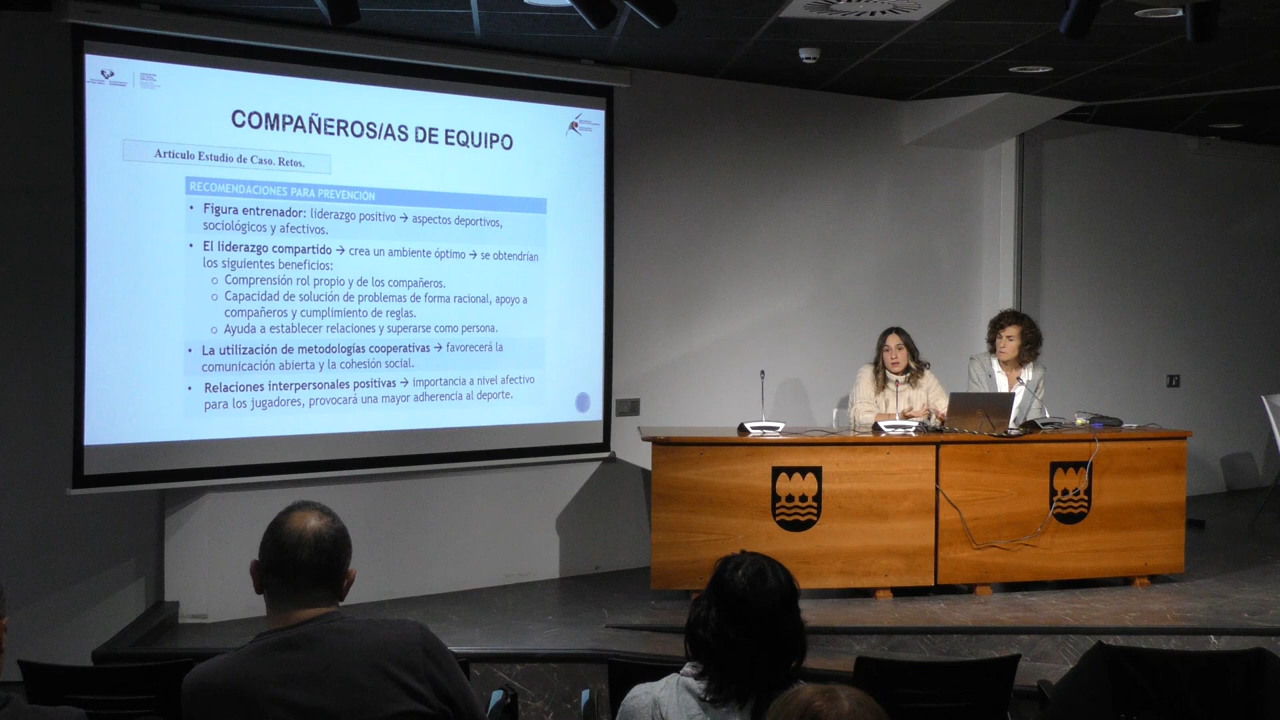 COMPAÑEROS/AS DE EQUIPO
Artículo Estudio de Caso. Retos.
RECOMENDACIONES PARA PREVENCIÓN
• Figura entrenador: liderazgo positivo → aspectos deportivos,
sociológicos y afectivos.
• El liderazgo compartido → crea un ambiente óptimo → se obtendrían
los siguientes beneficios:
o Comprensión rol propio y de los compañeros.
o Capacidad de solución de problemas de forma racional, apoyo a
compañeros y cumplimiento de reglas.
o Ayuda a establecer relaciones y superarse como persona.
• La utilización de metodologías cooperativas → favorecerá la
comunicación abierta y la cohesión social.
• Relaciones interpersonales positivas → importancia a nivel afectivo
para los jugadores, provocará una mayor adherencia al deporte.